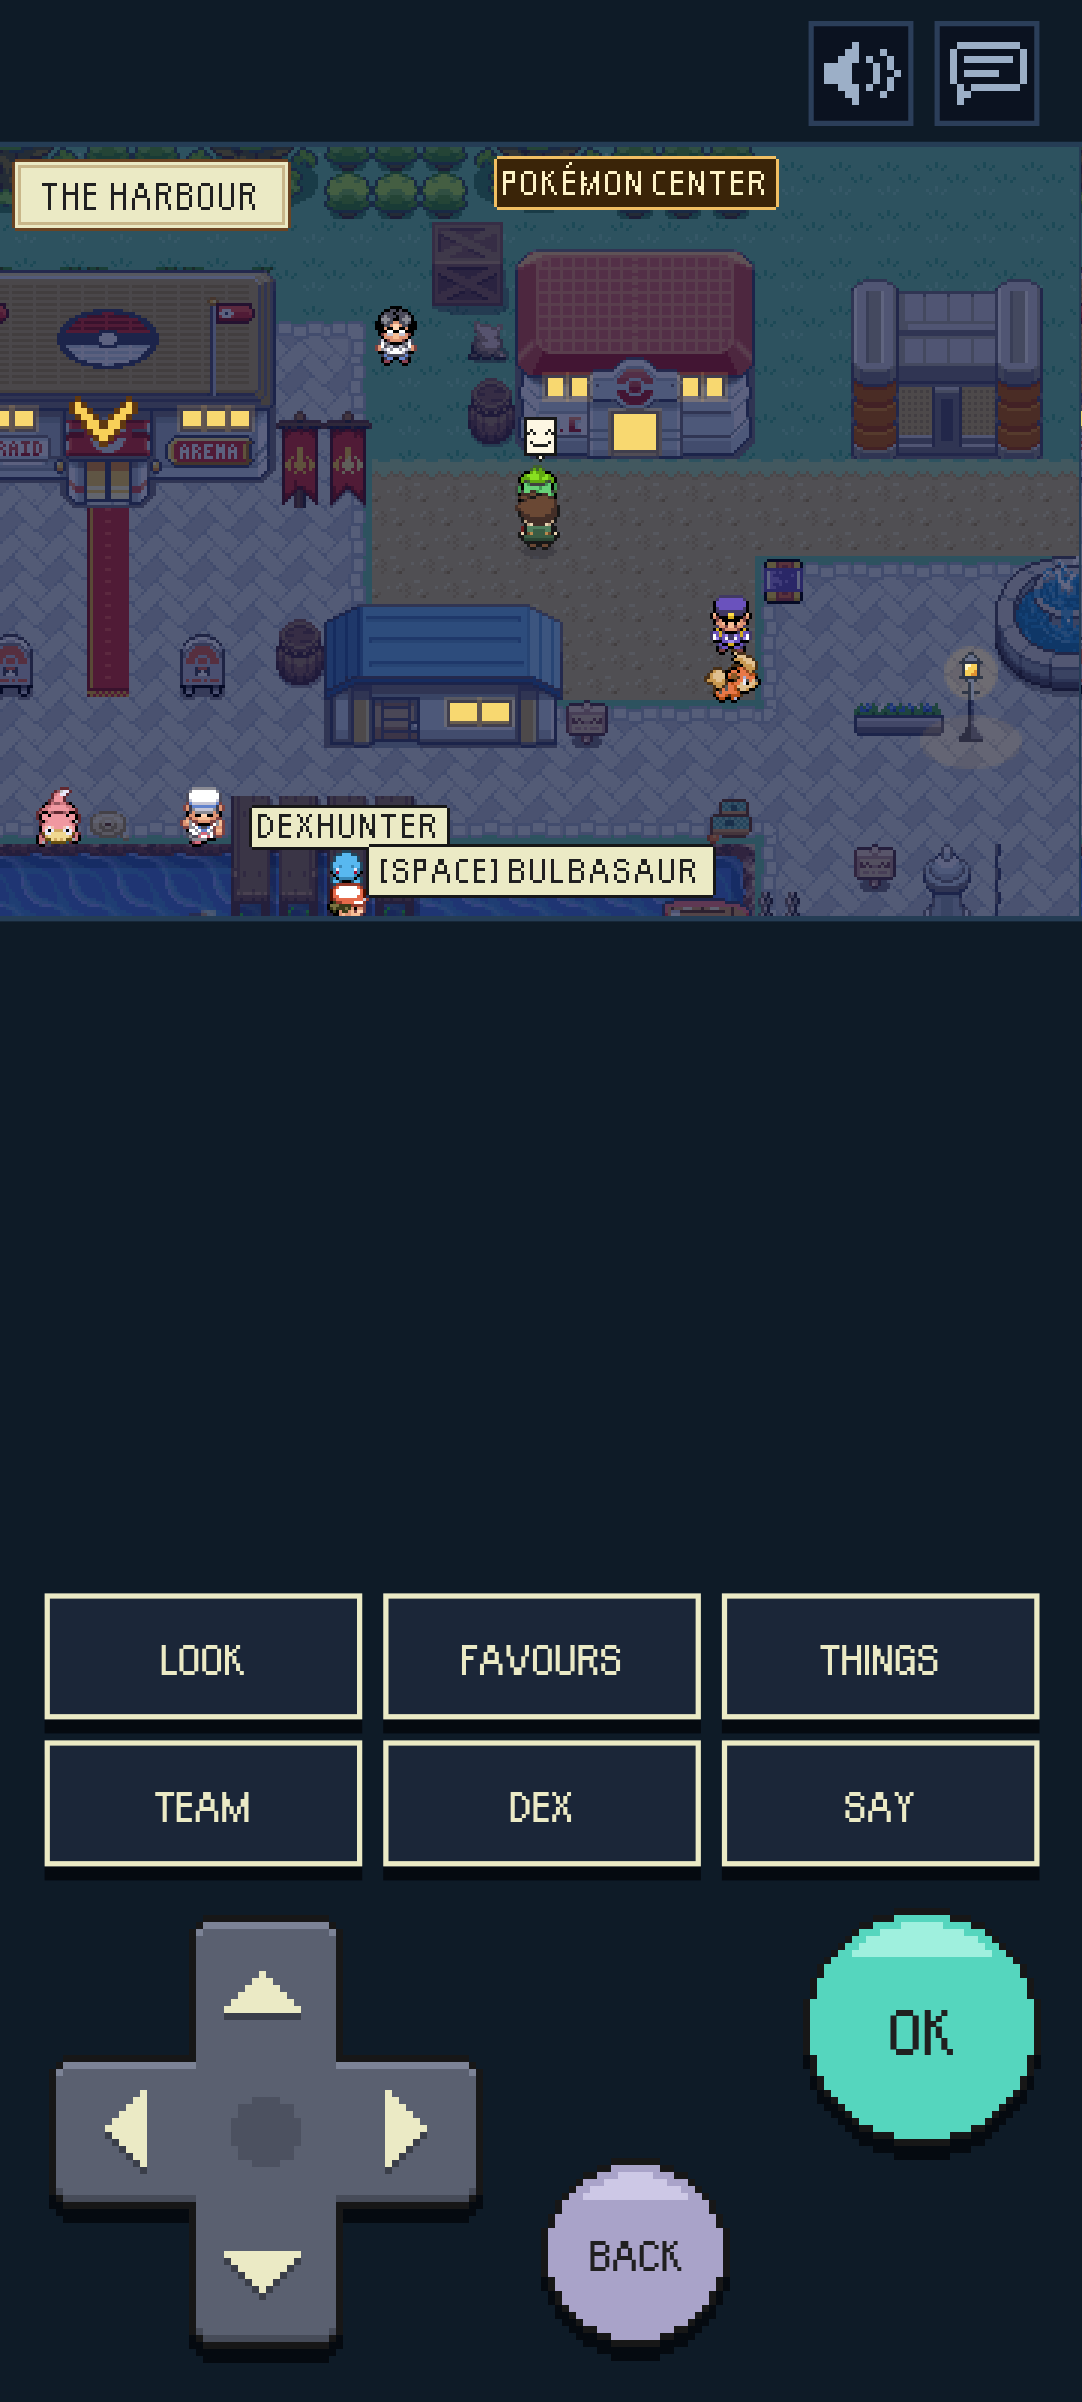 THE HARBOUR
POKÉMON CENTER
RAID
ARENA
DEXHUNTER
[SPACE] BULBASAUR
LOOK
FAVOURS
THINGS
TEAM
DEX
SAY
OK
BACK